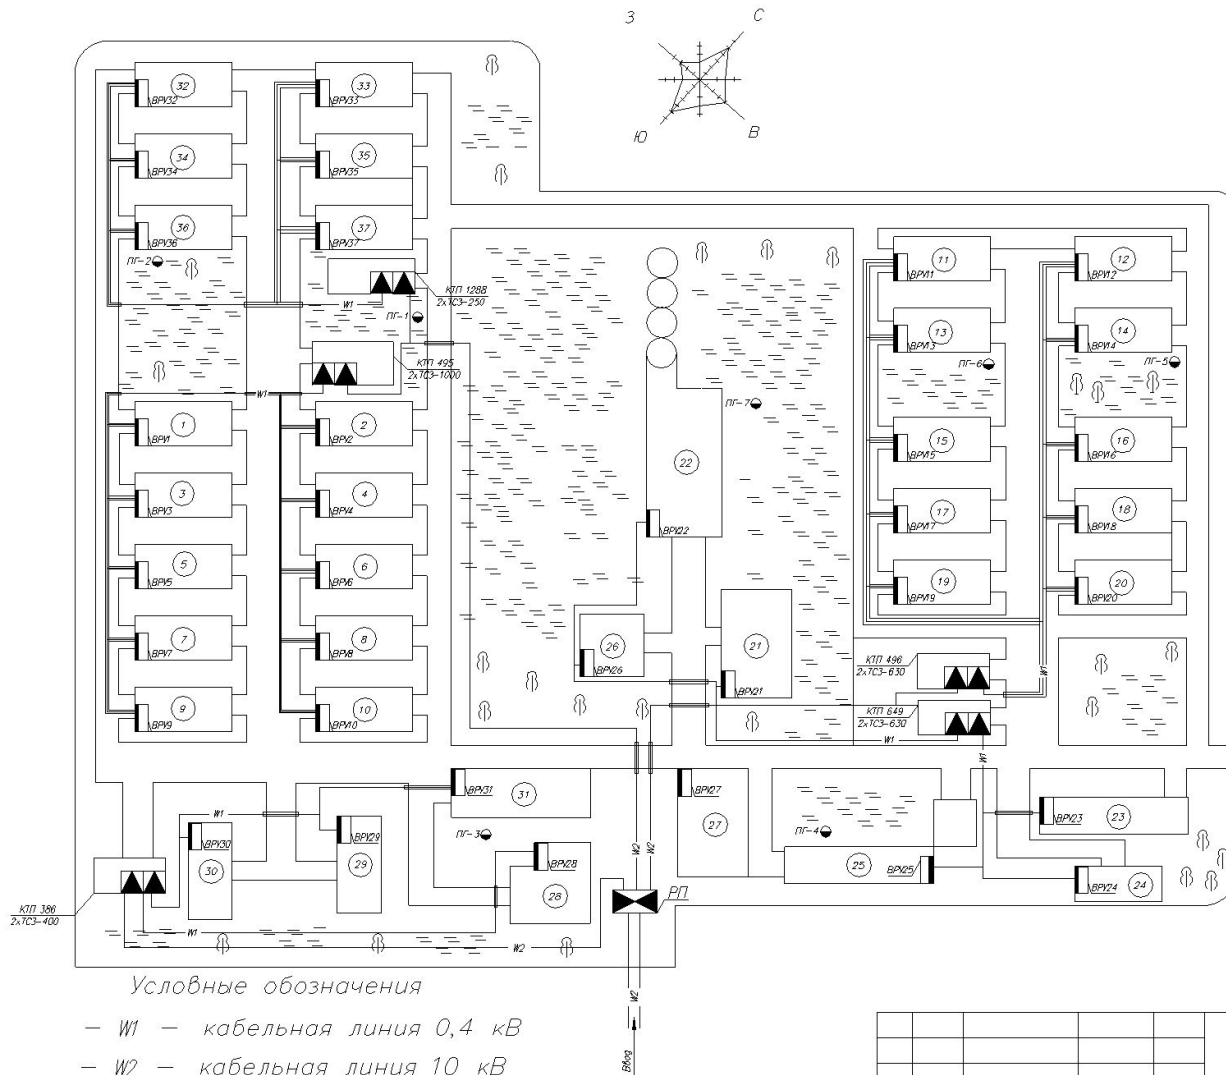 З
С
Ю
В
32
ВРУ32
33
ВРУ33
34
ВРУ34
35
ВРУ35
36
ВРУ36
37
ВРУ37
ПГ-2
КТП 1288
2хТСЗ-250
W1
ПГ-1
КТП 495
2хТСЗ-1000
W1
1
ВРУ1
2
ВРУ2
3
ВРУ3
4
ВРУ4
5
ВРУ5
6
ВРУ6
7
ВРУ7
8
ВРУ8
9
ВРУ9
10
ВРУ10
ПГ-7
22
ВРУ22
26
ВРУ26
21
ВРУ21
11
ВРУ11
12
ВРУ12
13
ВРУ13
14
ВРУ14
ПГ-6
ПГ-5
15
ВРУ15
16
ВРУ16
17
ВРУ17
18
ВРУ18
19
ВРУ19
20
ВРУ20
КТП 496
2хТСЗ-630
W1
КТП 649
2хТСЗ-630
W1
W1
ВРУ31
31
ВРУ27
27
ПГ-4
ВРУ23
23
W1
ВРУ30
30
ВРУ29
29
ПГ-3
ВРУ28
28
W2
W2
25
ВРУ25
ВРУ24
24
КТП 386
2хТСЗ-400
РП
W1
W2
W2
Ввод
Условные обозначения
— W1 — кабельная линия 0,4 кВ
— W2 — кабельная линия 10 кВ